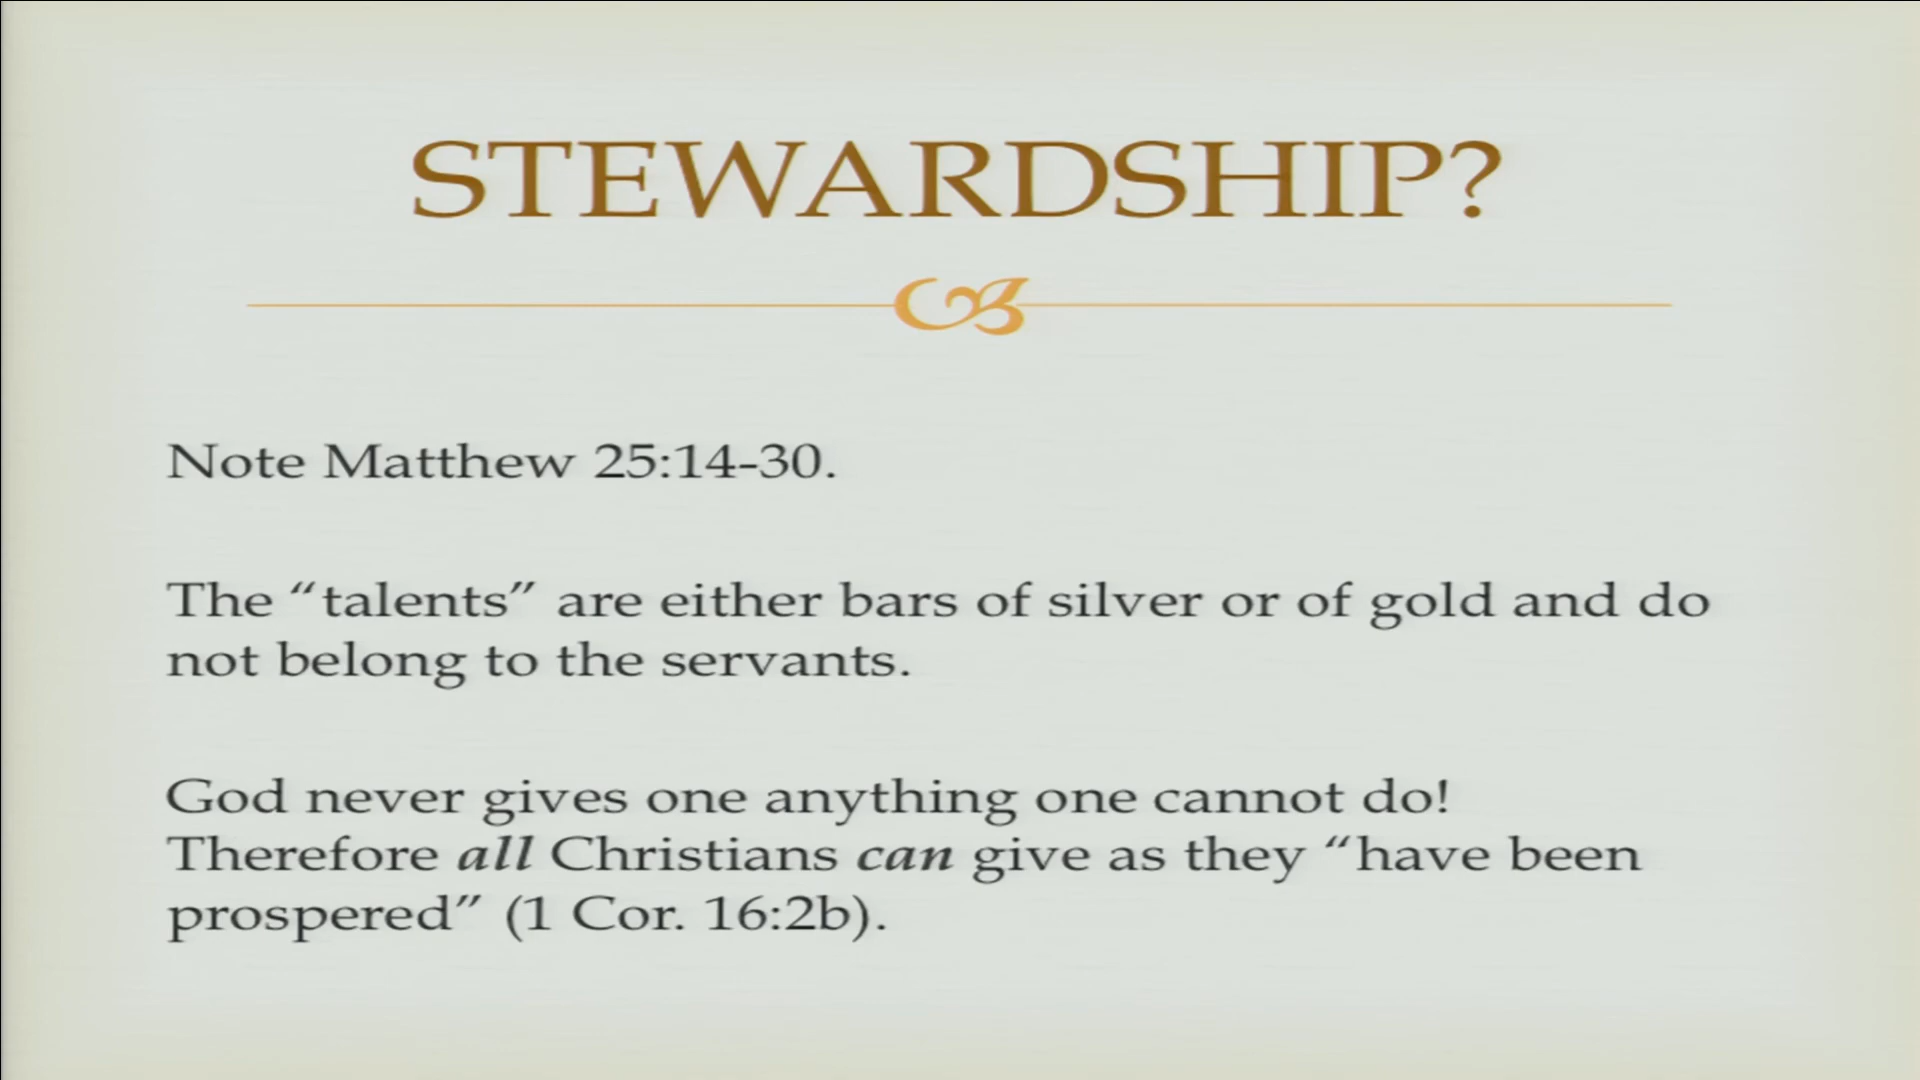 STEWARDSHIP?
Note Matthew 25:14-30.
The “talents” are either bars of silver or of gold and do
not belong to the servants.
God never gives one anything one cannot do!
Therefore all Christians can give as they “have been
prospered” (1 Cor. 16:2b).